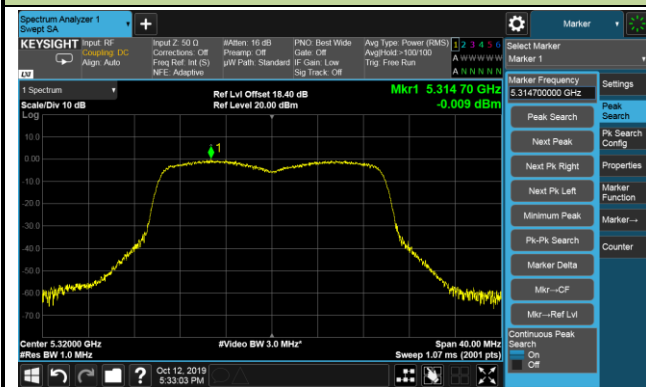 Spectrum Analyzer 1
Swept SA
+
Marker
KEYSIGHT
Input: RF
Coupling: DC
Align: Auto
Input Z: 50 Ω
Corrections: Off
Freq Ref: Int (S)
NFE: Adaptive
#Atten: 16 dB
Preamp: Off
µW Path: Standard
PNO: Best Wide
Gate: Off
IF Gain: Low
Sig Track: Off
Avg Type: Power (RMS)
Avg|Hold:>100/100
Trig: Free Run
1 2 3 4 5 6
A W W W W W
A N N N N N
Select Marker
Marker 1
LXI
1 Spectrum
Scale/Div 10 dB
Log
Ref Lvl Offset 18.40 dB
Ref Level 20.00 dBm
Mkr1 5.314 70 GHz
-0.009 dBm
10.0
0.00
-10.0
-20.0
-30.0
-40.0
-50.0
-60.0
-70.0
1
Center 5.32000 GHz
#Res BW 1.0 MHz
#Video BW 3.0 MHz*
Span 40.00 MHz
Sweep 1.07 ms (2001 pts)
Marker Frequency
5.314700000 GHz
Peak Search
Next Peak
Next Pk Right
Next Pk Left
Minimum Peak
Pk-Pk Search
Marker Delta
Mkr→CF
Mkr→Ref Lvl
Continuous Peak
Search
On
Off
Settings
Peak
Search
Pk Search
Config
Properties
Marker
Function
Marker→
Counter
?
Oct 12, 2019
5:33:03 PM